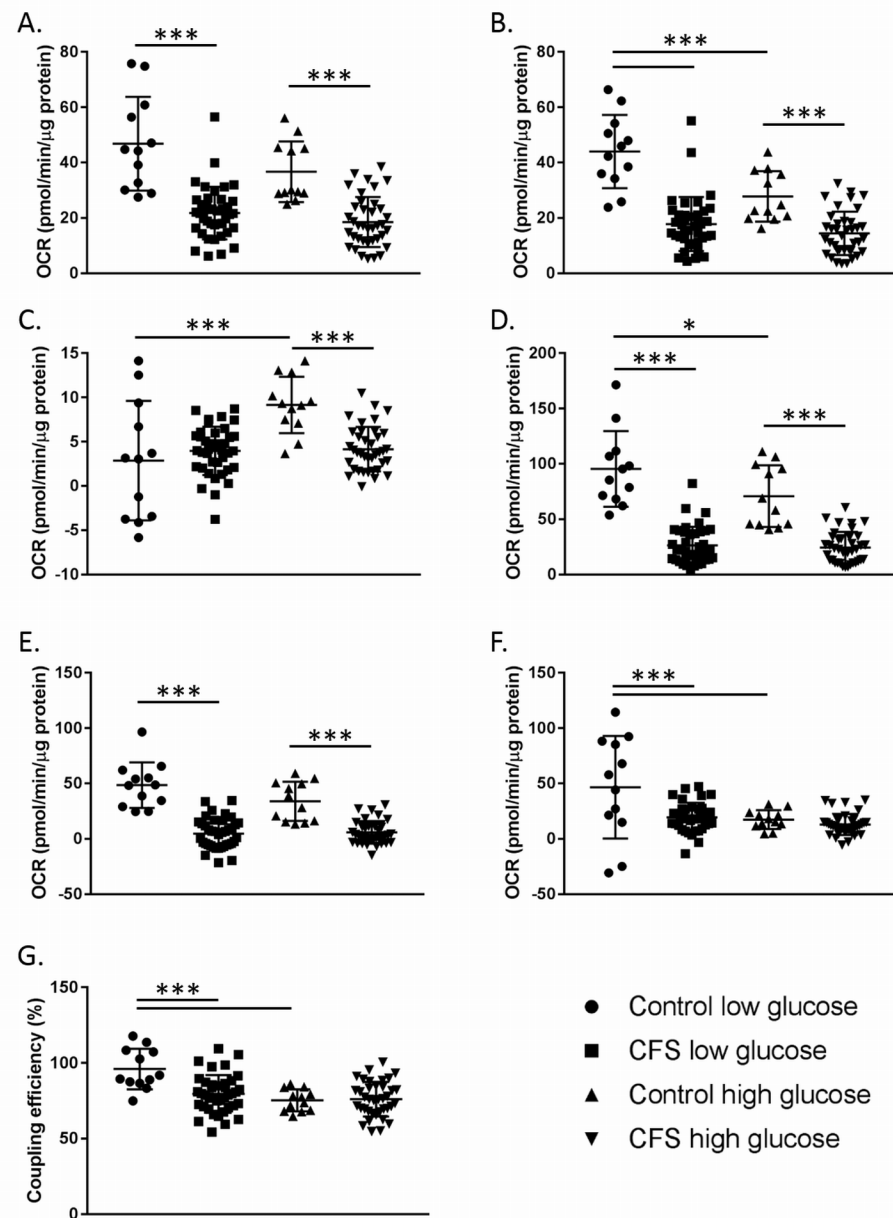 A.
OCR (pmol/min/μg protein)
80
60
40
20
0
***
***
B.
OCR (pmol/min/μg protein)
80
60
40
20
0
***
***
C.
OCR (pmol/min/μg protein)
15
10
5
0
-5
-10
***
***
D.
OCR (pmol/min/μg protein)
200
150
100
50
0
*
***
***
E.
OCR (pmol/min/μg protein)
150
100
50
0
-50
***
***
F.
OCR (pmol/min/μg protein)
150
100
50
0
-50
***
G.
Coupling efficiency (%)
150
100
50
0
***
Control low glucose
CFS low glucose
Control high glucose
CFS high glucose